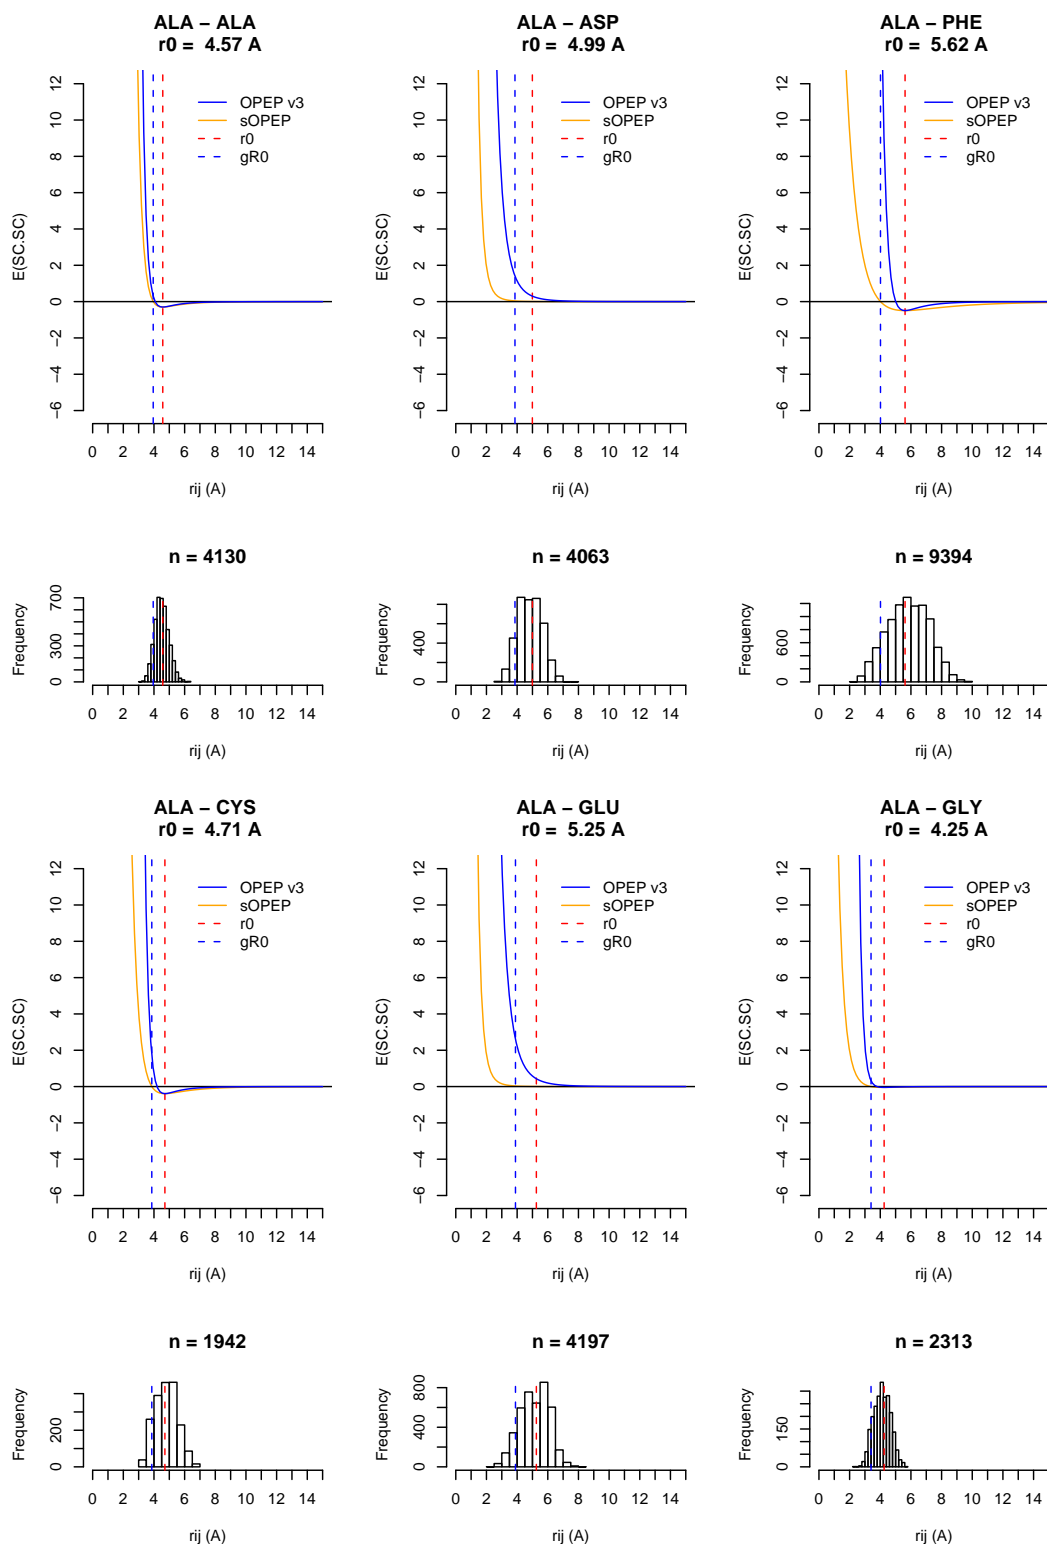 ALA − ALA
r0 =  4.57 A
ALA − ASP
r0 =  4.99 A
ALA − PHE
r0 =  5.62 A
E(SC.SC)
12
10
8
6
4
2
0
−2
−4
−6
OPEP v3
sOPEP
r0
gR0
0 2 4 6 8 10 12 14
rij (A)
E(SC.SC)
12
10
8
6
4
2
0
−2
−4
−6
OPEP v3
sOPEP
r0
gR0
0 2 4 6 8 10 12 14
rij (A)
E(SC.SC)
12
10
8
6
4
2
0
−2
−4
−6
OPEP v3
sOPEP
r0
gR0
0 2 4 6 8 10 12 14
rij (A)
n = 4130
Frequency
700
300
0
0 2 4 6 8 10 12 14
rij (A)
n = 4063
Frequency
400
0
0 2 4 6 8 10 12 14
rij (A)
n = 9394
Frequency
600
0
0 2 4 6 8 10 12 14
rij (A)
ALA − CYS
r0 =  4.71 A
ALA − GLU
r0 =  5.25 A
ALA − GLY
r0 =  4.25 A
E(SC.SC)
12
10
8
6
4
2
0
−2
−4
−6
OPEP v3
sOPEP
r0
gR0
0 2 4 6 8 10 12 14
rij (A)
E(SC.SC)
12
10
8
6
4
2
0
−2
−4
−6
OPEP v3
sOPEP
r0
gR0
0 2 4 6 8 10 12 14
rij (A)
E(SC.SC)
12
10
8
6
4
2
0
−2
−4
−6
OPEP v3
sOPEP
r0
gR0
0 2 4 6 8 10 12 14
rij (A)
n = 1942
Frequency
200
0
0 2 4 6 8 10 12 14
rij (A)
n = 4197
Frequency
800
400
0
0 2 4 6 8 10 12 14
rij (A)
n = 2313
Frequency
150
0
0 2 4 6 8 10 12 14
rij (A)